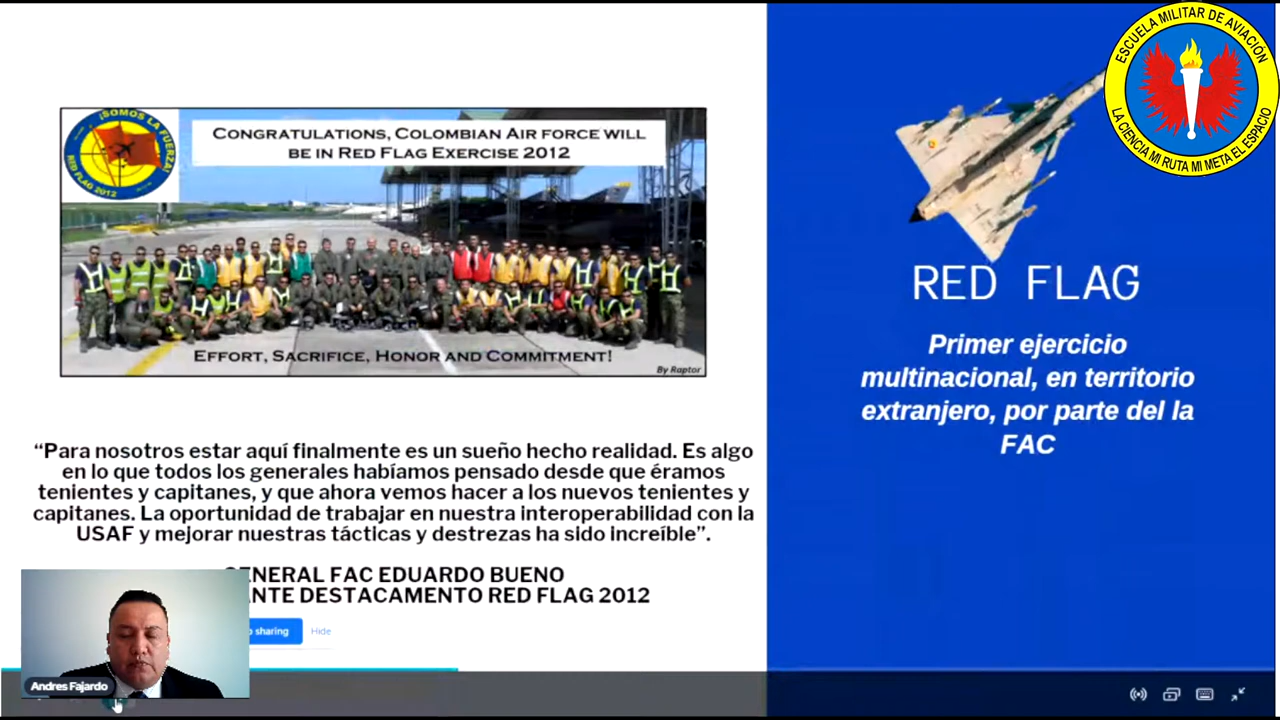 ¡SOMOS LA FUERZA!
RED FLAG 2012
CONGRATULATIONS, COLOMBIAN AIR FORCE WILL
BE IN RED FLAG EXERCISE 2012
EFFORT, SACRIFICE, HONOR AND COMMITMENT!
By Raptor
“Para nosotros estar aquí finalmente es un sueño hecho realidad. Es algo
en lo que todos los generales habíamos pensado desde que éramos
tenientes y capitanes, y que ahora vemos hacer a los nuevos tenientes y
capitanes. La oportunidad de trabajar en nuestra interoperabilidad con la
USAF y mejorar nuestras tácticas y destrezas ha sido increíble”.
GENERAL FAC EDUARDO BUENO
ANTE DESTACAMENTO RED FLAG 2012
sharing Hide
Andres Fajardo
ESCUELA MILITAR DE AVIACIÓN
LA CIENCIA MI RUTA MI META EL ESPACIO
RED FLAG
Primer ejercicio
multinacional, en territorio
extranjero, por parte del la
FAC